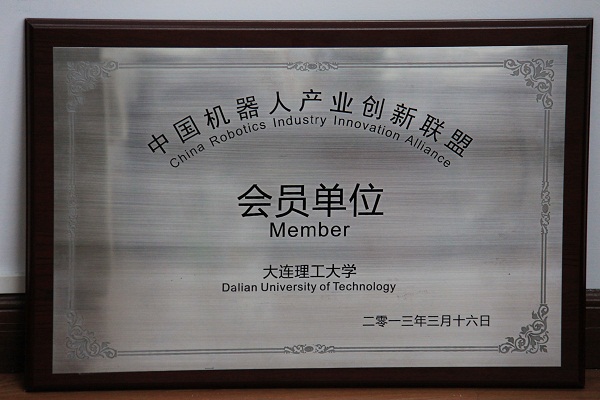 中国机器人产业创新联盟
China Robotics Industry Innovation Alliance
会员单位
Member
大连理工大学
Dalian University of Technology
二零一三年三月十六日